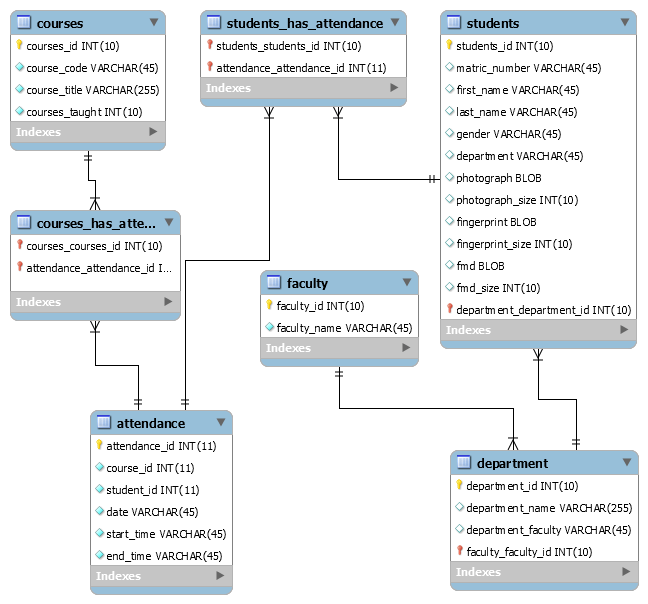 courses
courses_id INT(10)
course_code VARCHAR(45)
course_title VARCHAR(255)
courses_taught INT(10)
Indexes
students_has_attendance
students_students_id INT(10)
attendance_attendance_id INT(11)
Indexes
students
students_id INT(10)
matric_number VARCHAR(45)
first_name VARCHAR(45)
last_name VARCHAR(45)
gender VARCHAR(45)
department VARCHAR(45)
photograph BLOB
photograph_size INT(10)
fingerprint BLOB
fingerprint_size INT(10)
fmd BLOB
fmd_size INT(10)
department_department_id INT(10)
Indexes
courses_has_atte...
courses_courses_id INT(10)
attendance_attendance_id I...
Indexes
faculty
faculty_id INT(10)
faculty_name VARCHAR(45)
Indexes
attendance
attendance_id INT(11)
course_id INT(11)
student_id INT(11)
date VARCHAR(45)
start_time VARCHAR(45)
end_time VARCHAR(45)
Indexes
department
department_id INT(10)
department_name VARCHAR(255)
department_faculty VARCHAR(45)
faculty_faculty_id INT(10)
Indexes